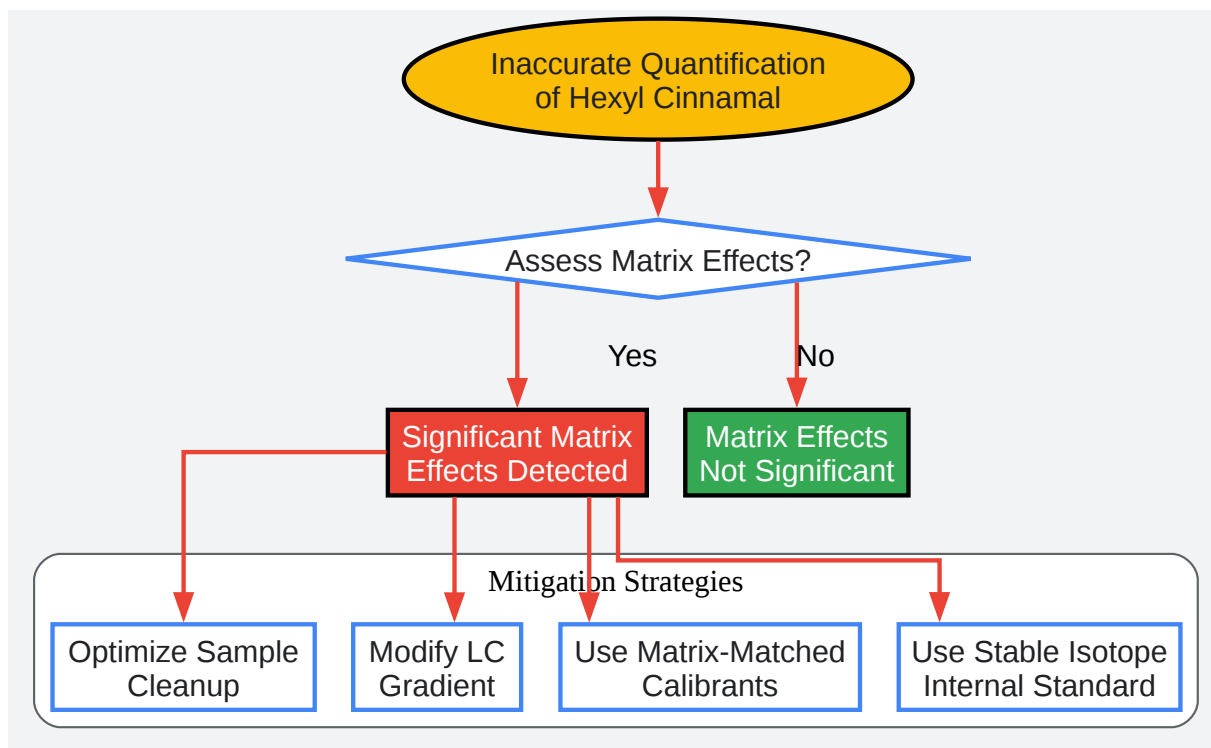 Inaccurate Quantification
of Hexyl Cinnamal
Assess Matrix Effects?
Yes
No
Significant Matrix
Effects Detected
Matrix Effects
Not Significant
Mitigation Strategies
Optimize Sample
Cleanup
Modify LC
Gradient
Use Matrix-Matched
Calibrants
Use Stable Isotope
Internal Standard